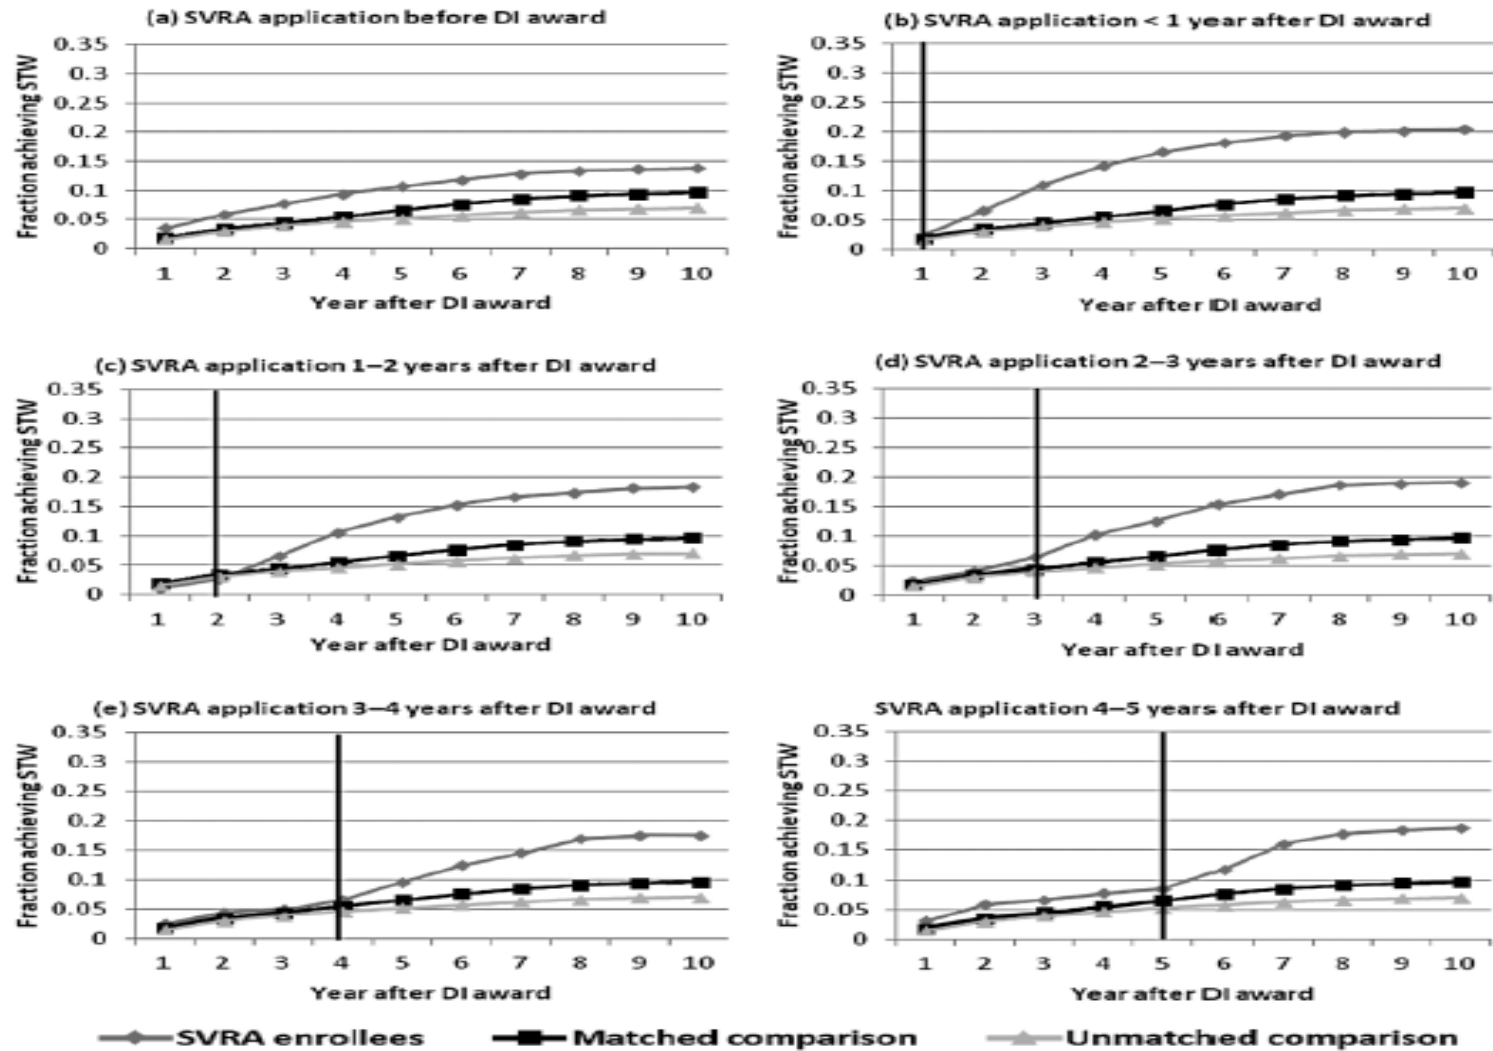 (a) SVRA application before DI award
Fraction achieving STW
0.35
0.3
0.25
0.2
0.15
0.1
0.05
0
1 2 3 4 5 6 7 8 9 10
Year after DI award
(b) SVRA application < 1 year after DI award
Fraction achieving STW
0.35
0.3
0.25
0.2
0.15
0.1
0.05
0
1 2 3 4 5 6 7 8 9 10
Year after DI award
(c) SVRA application 1–2 years after DI award
Fraction achieving STW
0.35
0.3
0.25
0.2
0.15
0.1
0.05
0
1 2 3 4 5 6 7 8 9 10
Year after DI award
(d) SVRA application 2–3 years after DI award
Fraction achieving STW
0.35
0.3
0.25
0.2
0.15
0.1
0.05
0
1 2 3 4 5 6 7 8 9 10
Year after DI award
(e) SVRA application 3–4 years after DI award
Fraction achieving STW
0.35
0.3
0.25
0.2
0.15
0.1
0.05
0
1 2 3 4 5 6 7 8 9 10
Year after DI award
SVRA application 4–5 years after DI award
Fraction achieving STW
0.35
0.3
0.25
0.2
0.15
0.1
0.05
0
1 2 3 4 5 6 7 8 9 10
Year after DI award
SVRA enrollees Matched comparison Unmatched comparison